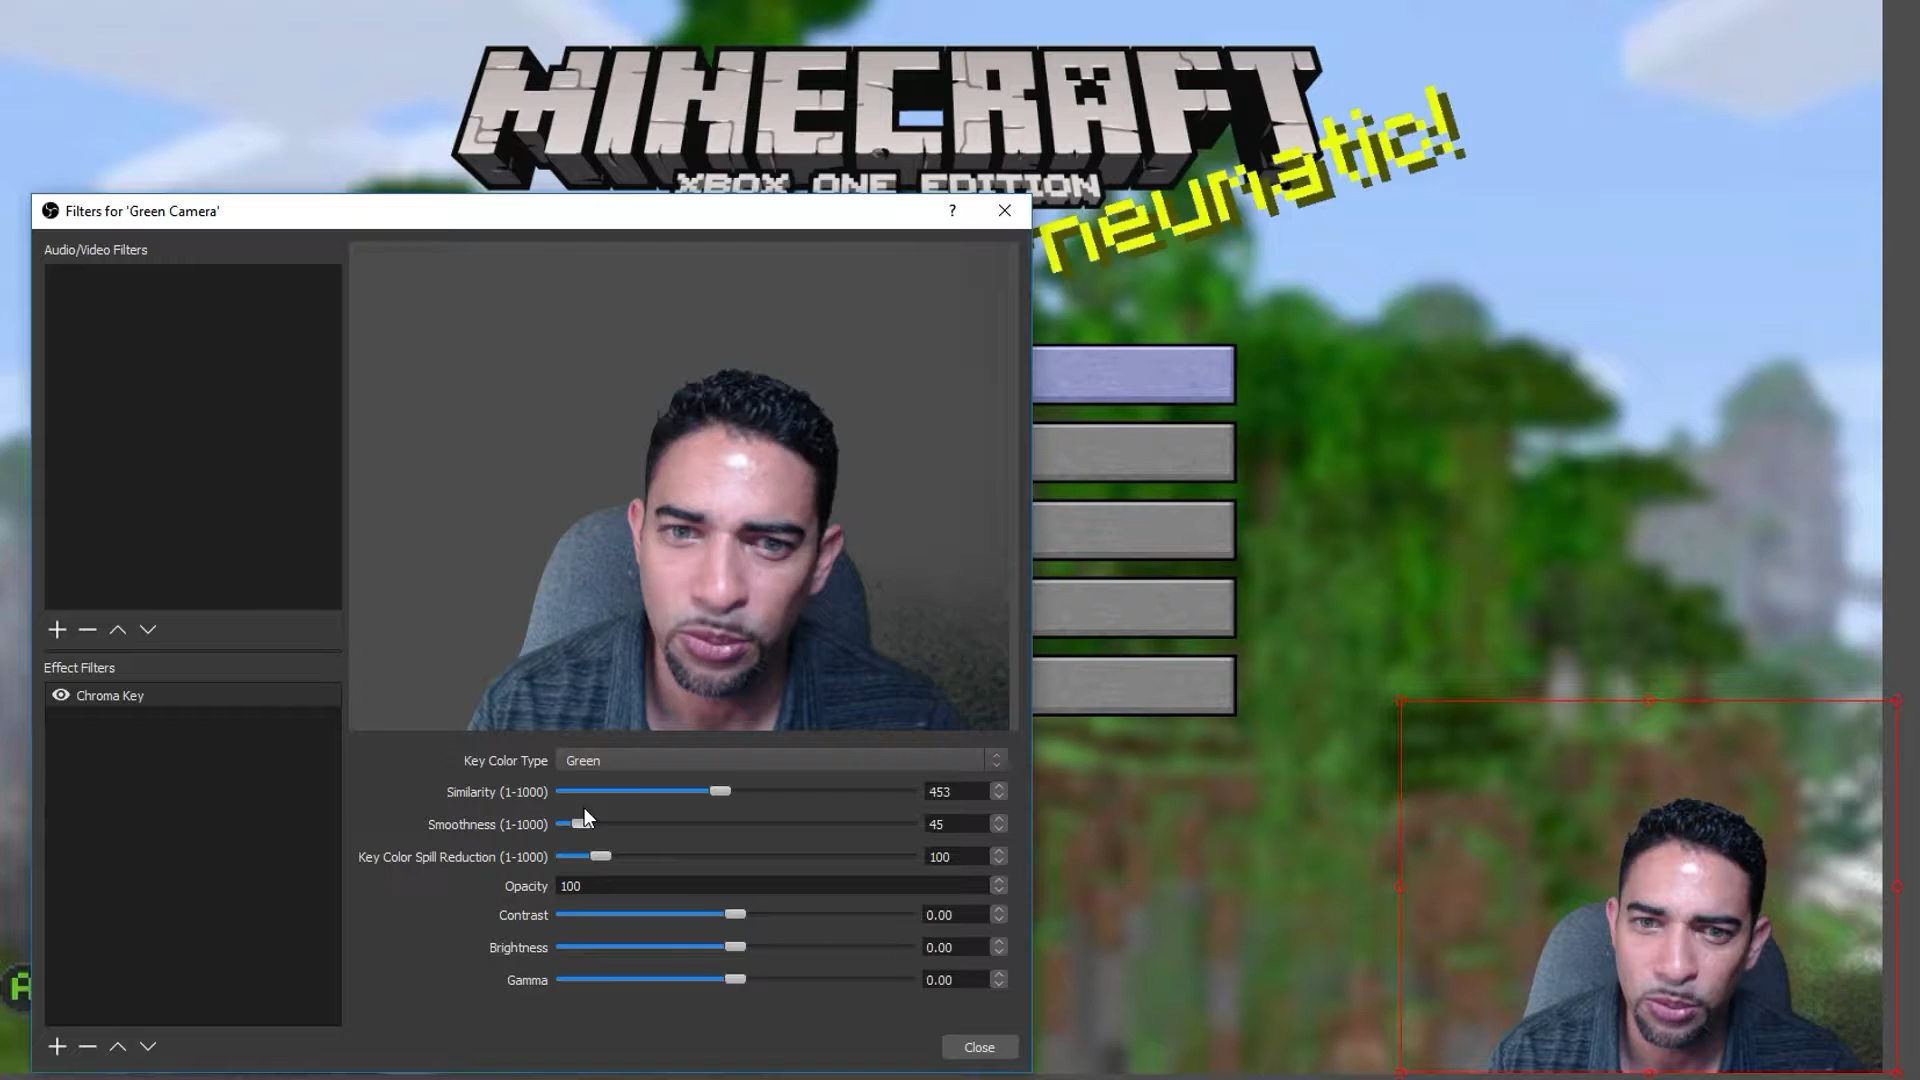 MINECRAFT
XBOX ONE EDITION
neumatic!
Filters for 'Green Camera'
?
Audio/Video Filters
Effect Filters
Chroma Key
Key Color Type Green
Similarity (1-1000) 453
Smoothness (1-1000) 45
Key Color Spill Reduction (1-1000) 100
Opacity 100
Contrast 0.00
Brightness 0.00
Gamma 0.00
Close